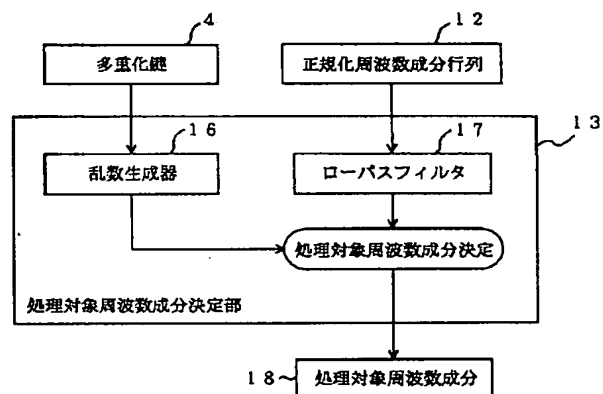 4
12
多重化鍵
正規化周波数成分行列
16
17
13
乱数生成器
ローパスフィルタ
処理対象周波数成分決定
処理対象周波数成分決定部
18
処理対象周波数成分